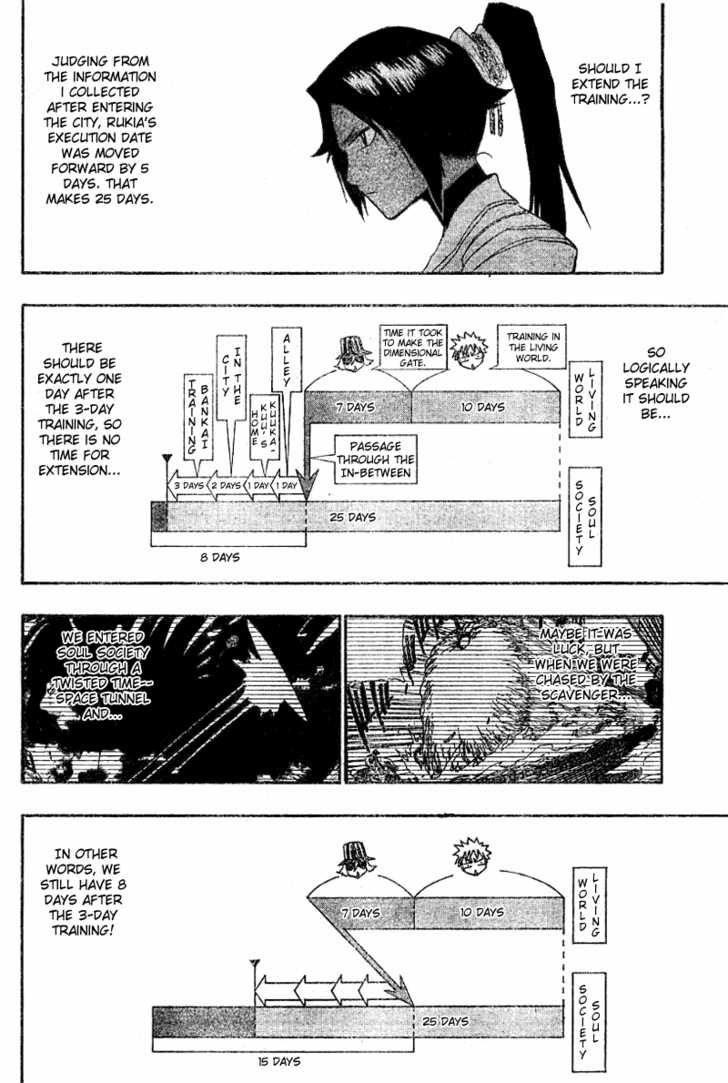 SHOULD I
EXTEND THE
TRAINING...?
JUDGING FROM
THE INFORMATION
I COLLECTED
AFTER ENTERING
THE CITY, RUKIA'S
EXECUTION DATE
WAS MOVED
FORWARD BY 5
DAYS. THAT
MAKES 25 DAYS.
SO
LOGICALLY
SPEAKING
IT SHOULD
BE...
LIVING
WORLD
SOUL
SOCIETY
TRAINING IN
THE LIVING
WORLD.
10 DAYS
TIME IT TOOK
TO MAKE THE
DIMENSIONAL
GATE.
7 DAYS
PASSAGE
THROUGH THE
IN-BETWEEN
ALLEY
1 DAY
KUUKA-
KUU'S
HOME
1 DAY
IN THE
CITY
2 DAYS
BANKAI
TRAINING
3 DAYS
25 DAYS
8 DAYS
THERE
SHOULD BE
EXACTLY ONE
DAY AFTER
THE 3-DAY
TRAINING, SO
THERE IS NO
TIME FOR
EXTENSION...
MAYBE IT WAS
LUCK, BUT
WHEN WE WERE
CHASED BY THE
SCAVENGER...
WE ENTERED
SOUL SOCIETY
THROUGH A
TWISTED TIME--
SPACE TUNNEL
AND...
LIVING
WORLD
SOUL
SOCIETY
10 DAYS
7 DAYS
25 DAYS
15 DAYS
IN OTHER
WORDS, WE
STILL HAVE 8
DAYS AFTER
THE 3-DAY
TRAINING!